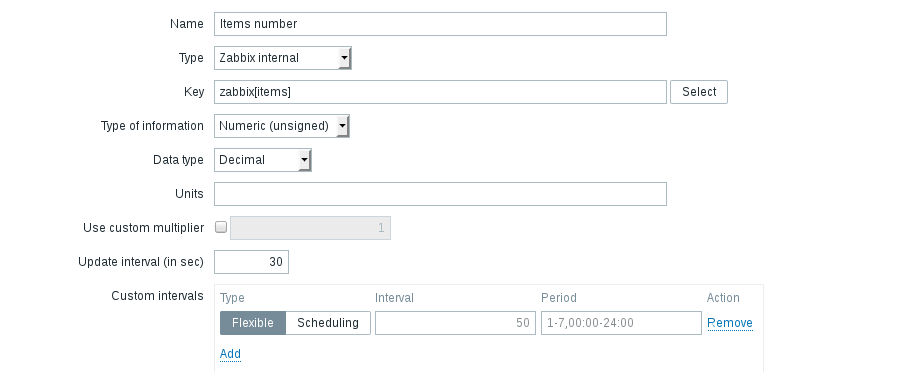 Name Items number
Type Zabbix internal
Key zabbix[items] Select
Type of information Numeric (unsigned)
Data type Decimal
Units
Use custom multiplier 1
Update interval (in sec) 30
Custom intervals Type Interval Period Action
Flexible Scheduling 50 1-7,00:00-24:00 Remove
Add